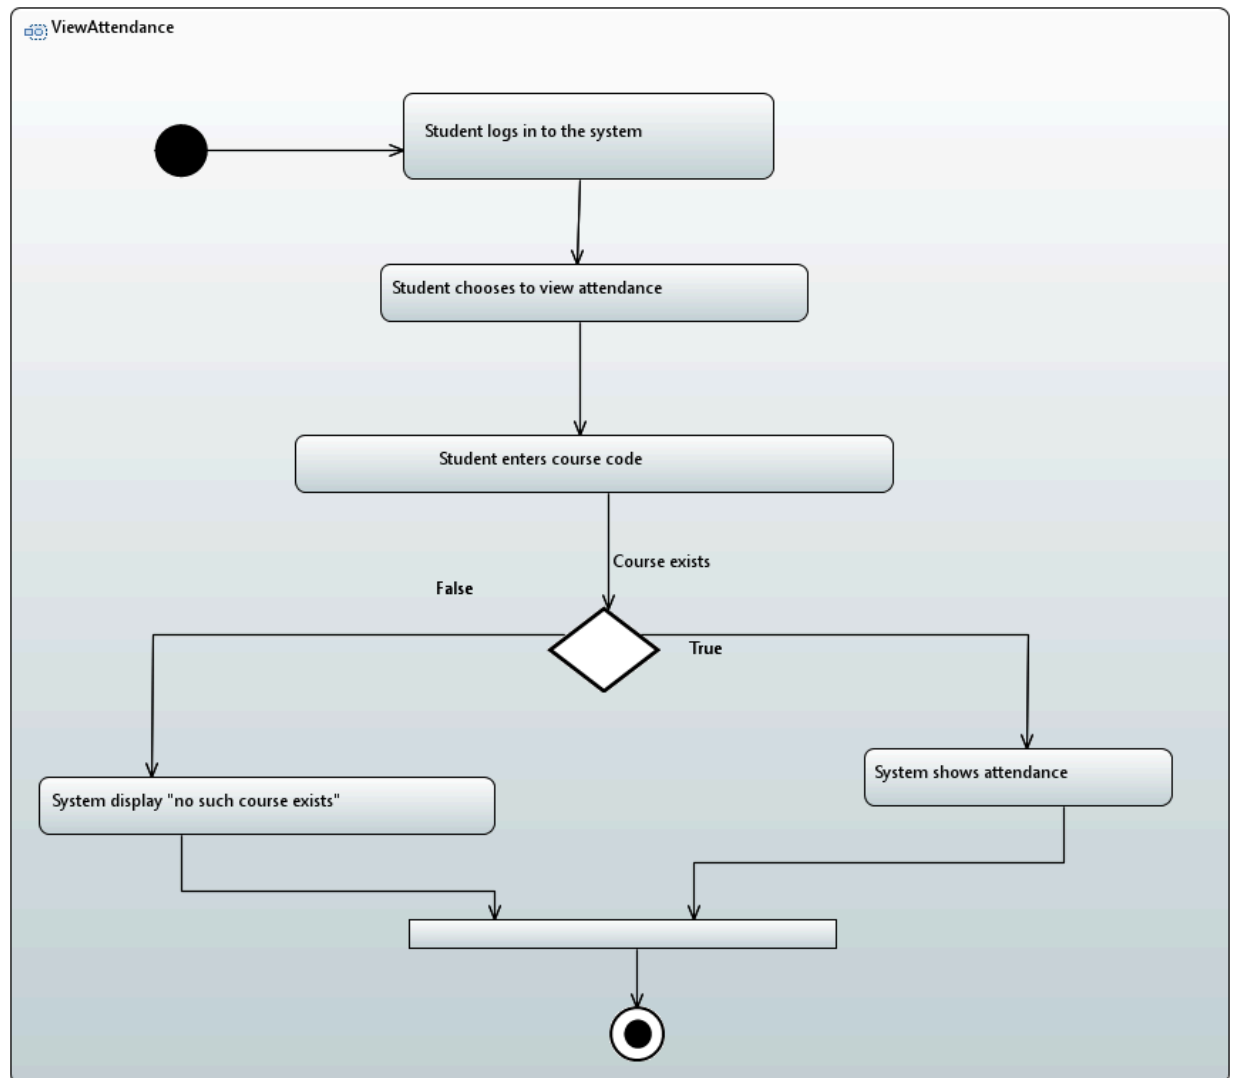 ViewAttendance
Student logs in to the system
Student chooses to view attendance
Student enters course code
Course exists
False
True
System shows attendance
System display "no such course exists"